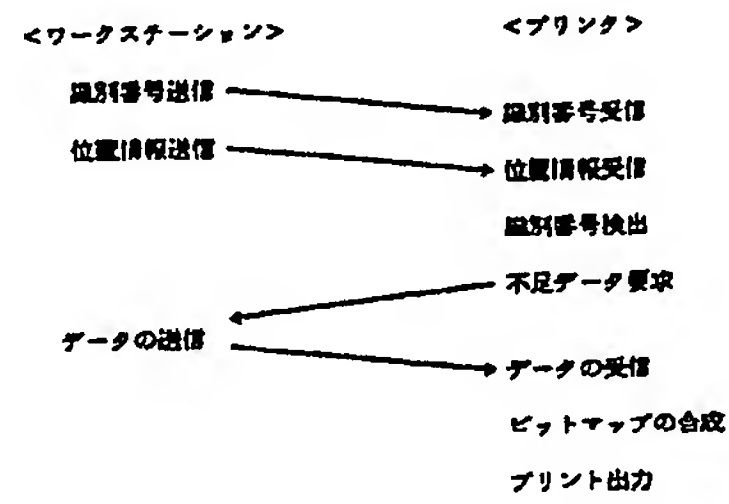 <ワークステーション>
<プリンタ>
識別番号送信
識別番号受信
位置情報送信
位置情報受信
識別番号検出
不足データ要求
データの送信
データの受信
ビットマップの合成
プリント出力